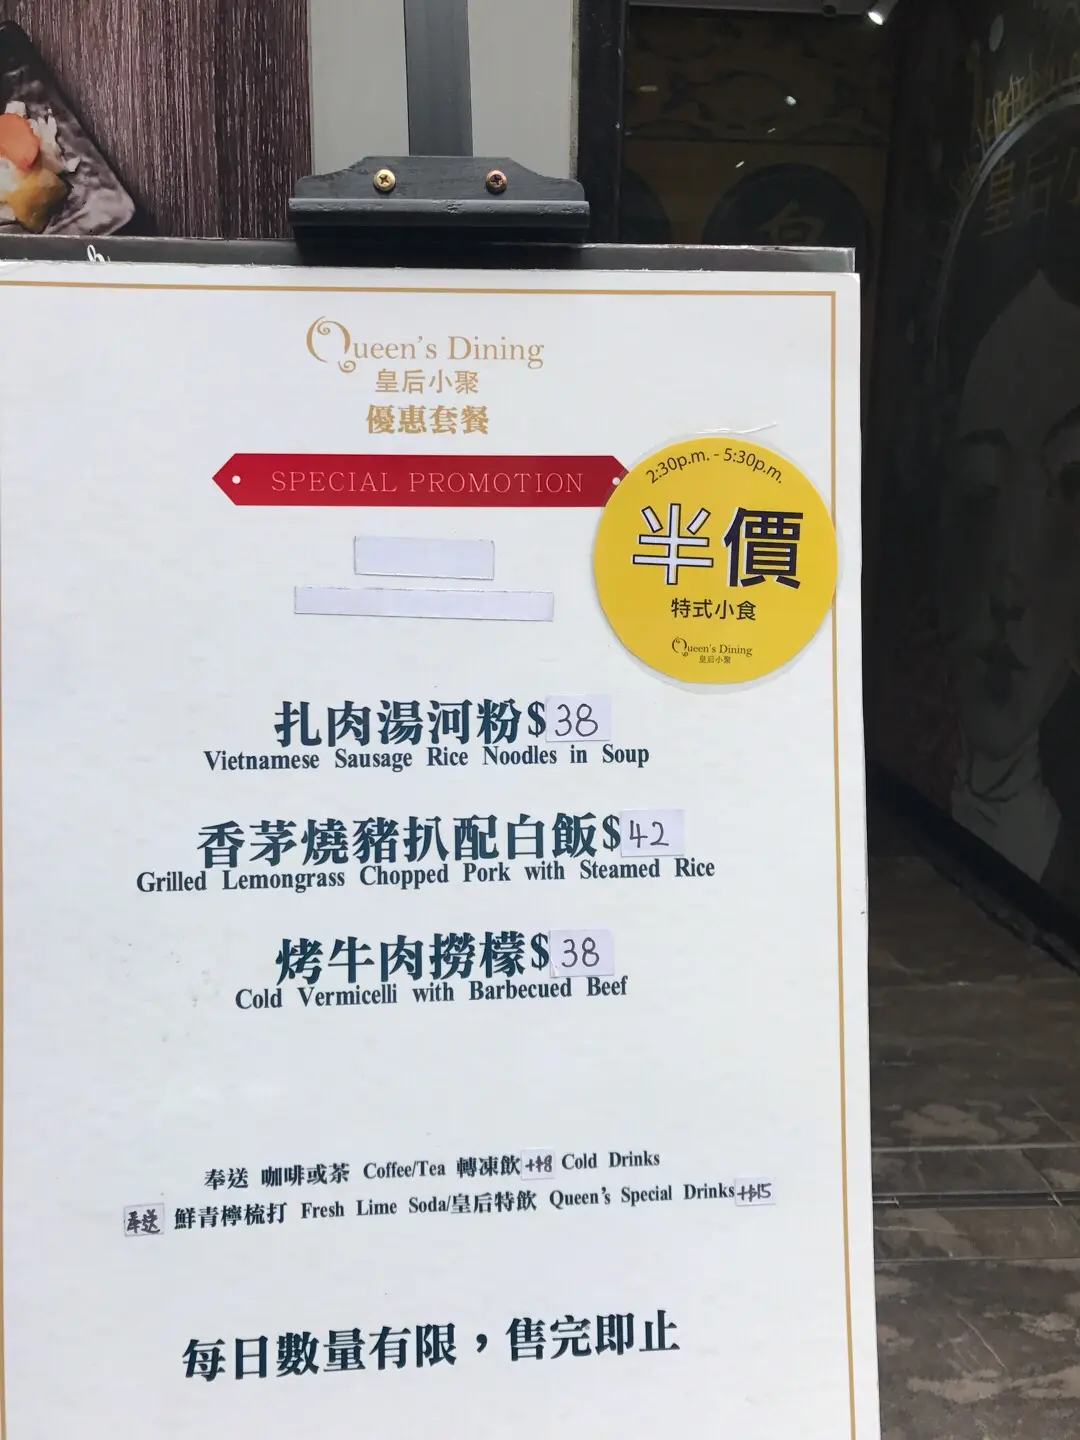 Queen's Dining
皇后小聚
優惠套餐
SPECIAL PROMOTION
2:30p.m. - 5:30p.m.
半價
特式小食
Queen's Dining
皇后小聚
扎肉湯河粉$38
Vietnamese Sausage Rice Noodles in Soup
香茅燒豬扒配白飯$42
Grilled Lemongrass Chopped Pork with Steamed Rice
烤牛肉撈檬$38
Cold Vermicelli with Barbecued Beef
奉送 咖啡或茶 Coffee/Tea 轉凍飲+$8 Cold Drinks
奉送 鮮青檸梳打 Fresh Lime Soda/皇后特飲 Queen's Special Drinks+$15
每日數量有限，售完即止
皇后小